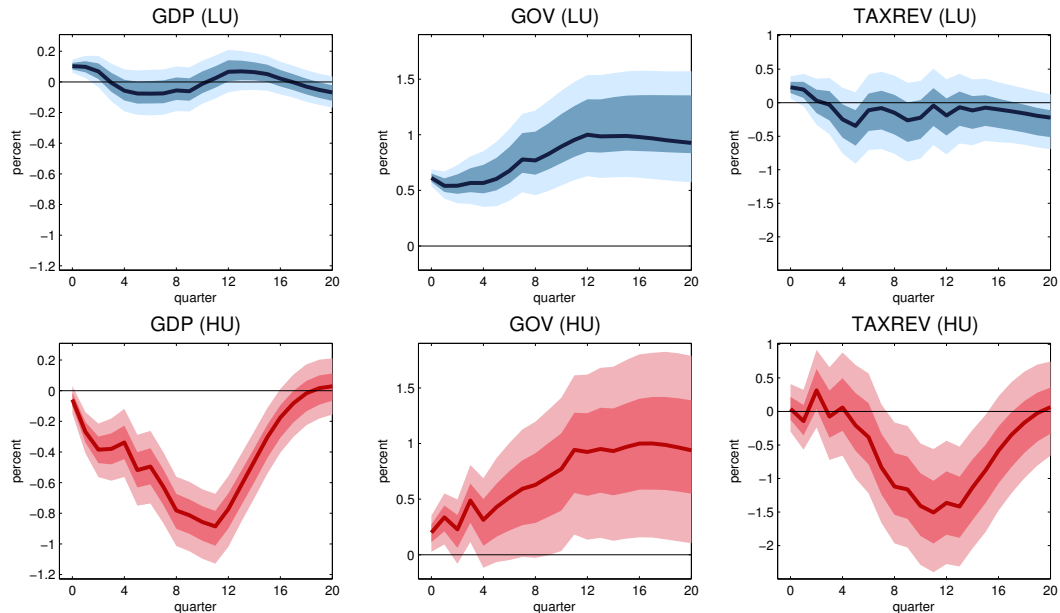 GDP (LU)
percent
0.2
0
−0.2
−0.4
−0.6
−0.8
−1
−1.2
0 4 8 12 16 20
quarter
GOV (LU)
percent
1.5
1
0.5
0
0 4 8 12 16 20
quarter
TAXREV (LU)
percent
1
0.5
0
−0.5
−1
−1.5
−2
0 4 8 12 16 20
quarter
GDP (HU)
percent
0.2
0
−0.2
−0.4
−0.6
−0.8
−1
−1.2
0 4 8 12 16 20
quarter
GOV (HU)
percent
1.5
1
0.5
0
0 4 8 12 16 20
quarter
TAXREV (HU)
percent
1
0.5
0
−0.5
−1
−1.5
−2
0 4 8 12 16 20
quarter